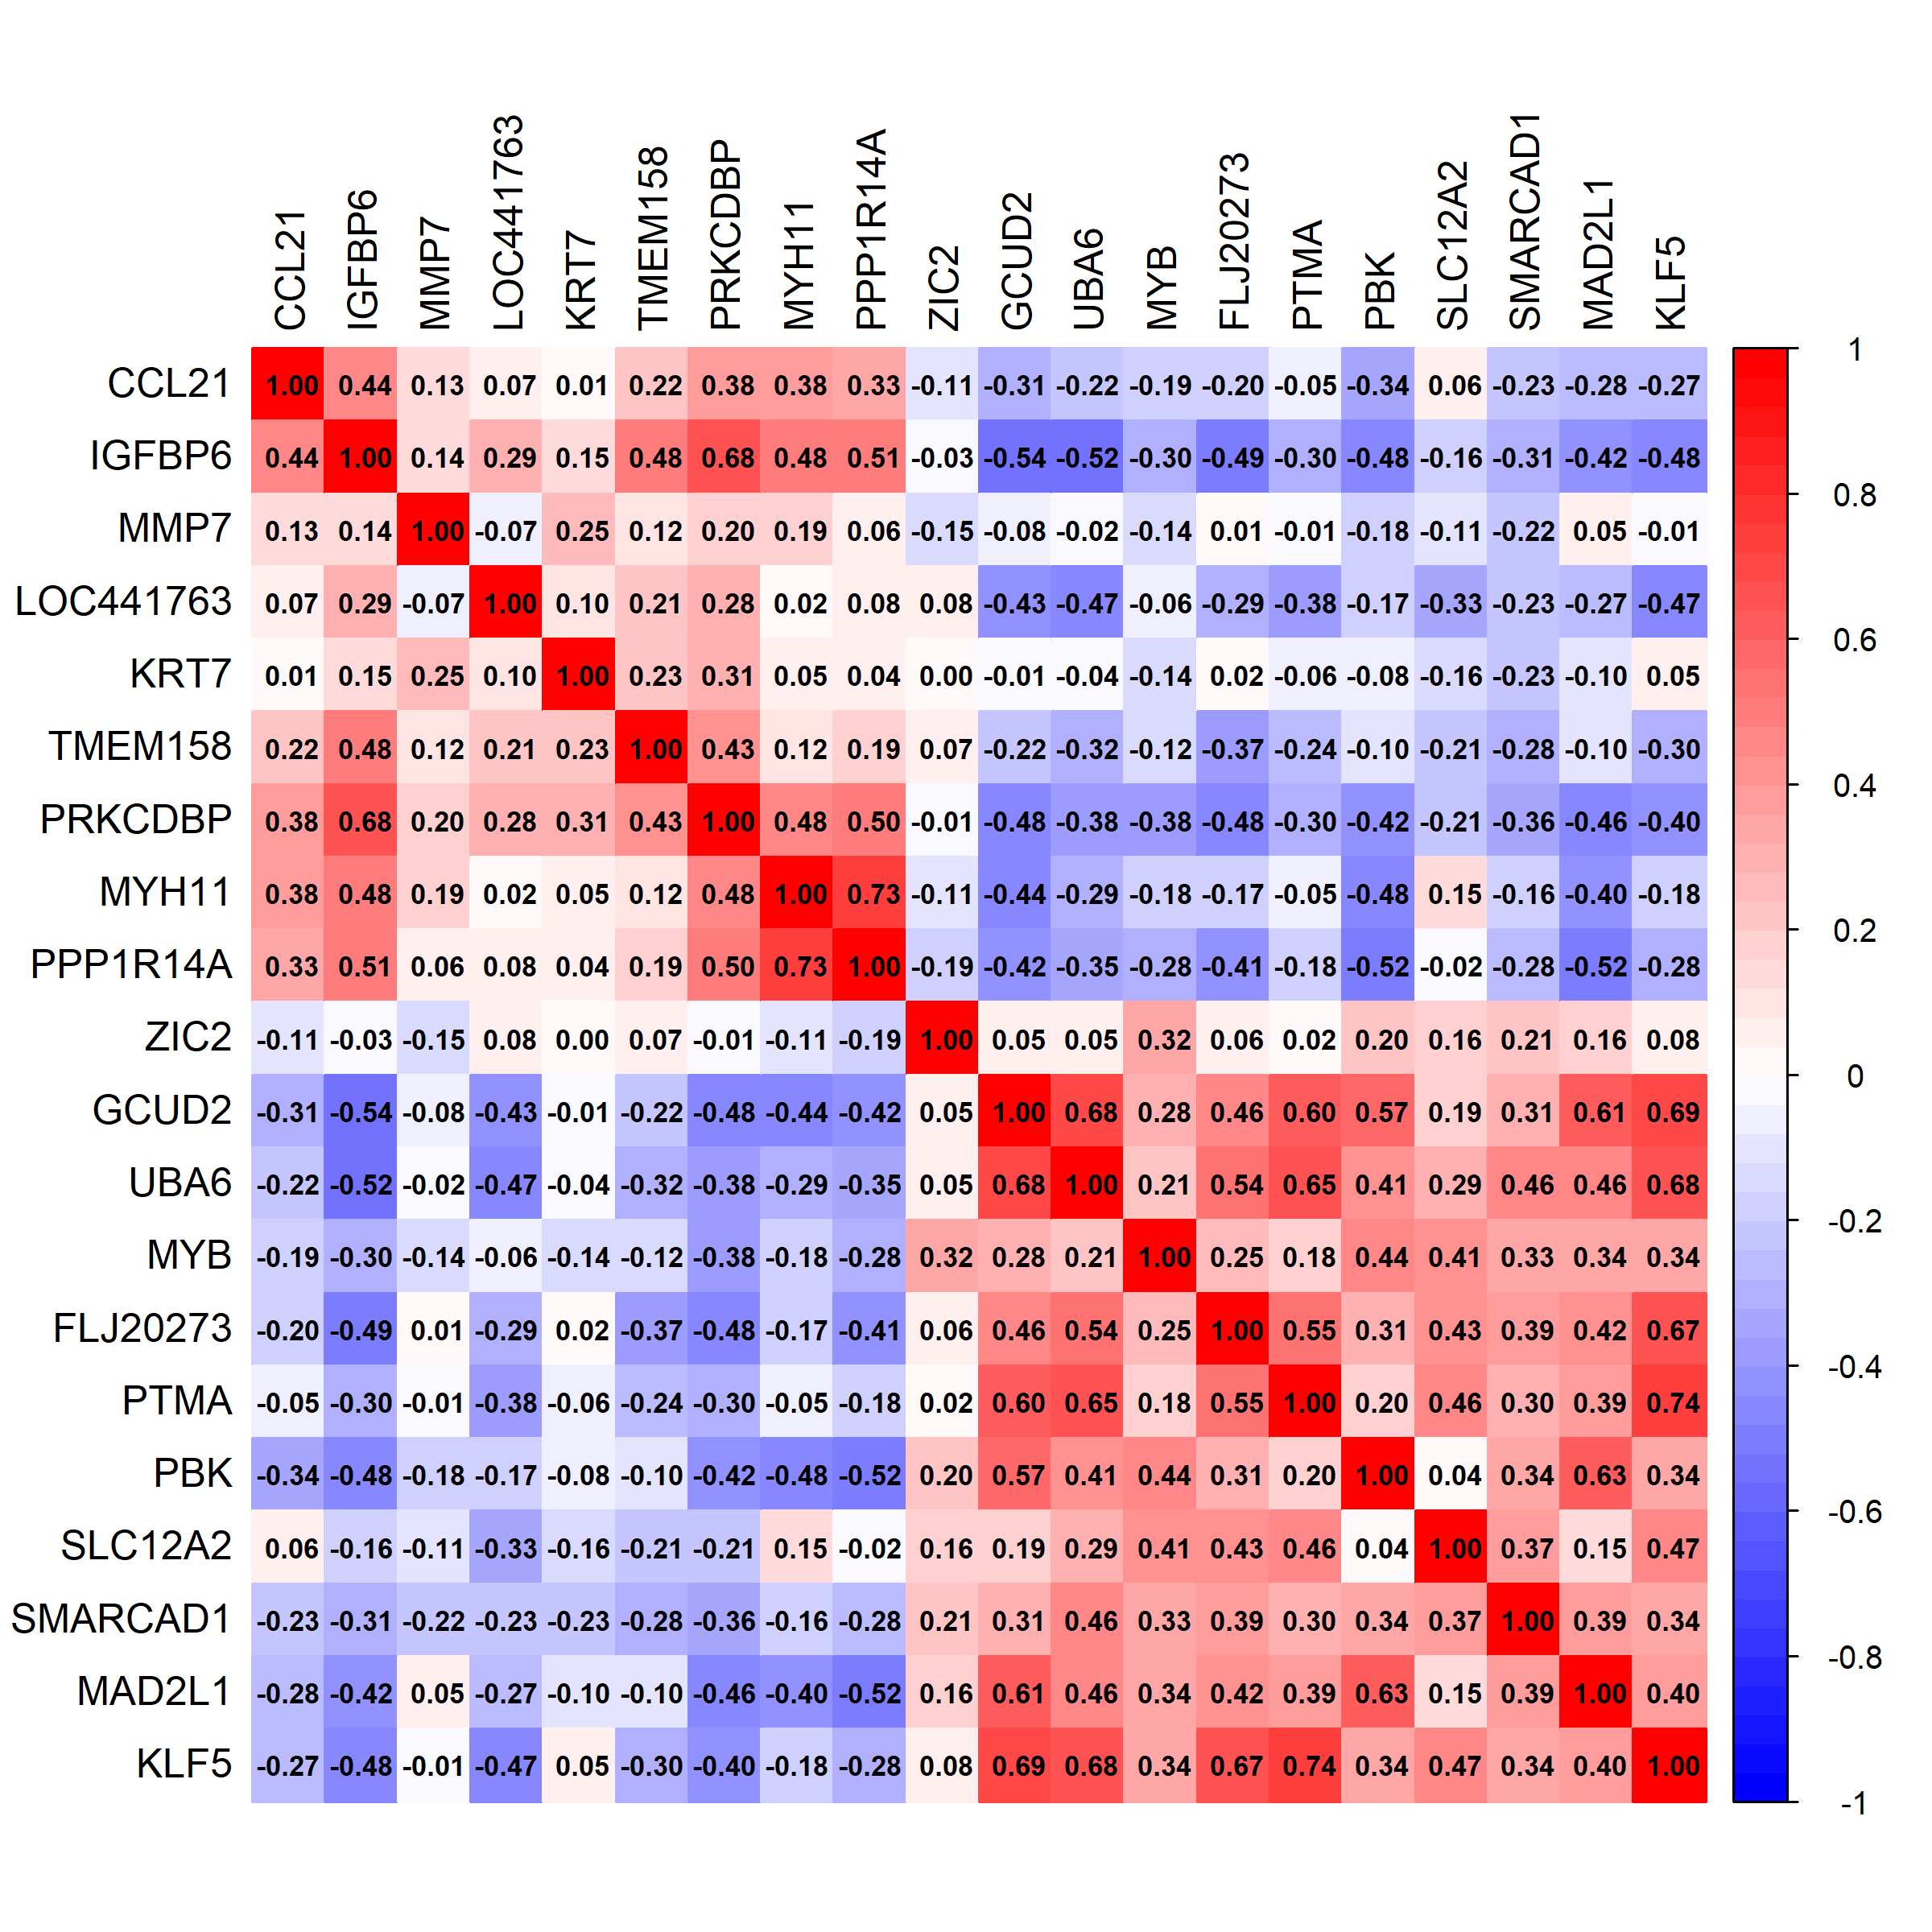 CCL21 IGFBP6 MMP7 LOC441763 KRT7 TMEM158 PRKCDBP MYH11 PPP1R14A ZIC2 GCUD2 UBA6 MYB FLJ20273 PTMA PBK SLC12A2 SMARCAD1 MAD2L1 KLF5
CCL21 1.00 0.44 0.13 0.07 0.01 0.22 0.38 0.38 0.33 -0.11 -0.31 -0.22 -0.19 -0.20 -0.05 -0.34 0.06 -0.23 -0.28 -0.27
IGFBP6 0.44 1.00 0.14 0.29 0.15 0.48 0.68 0.48 0.51 -0.03 -0.54 -0.52 -0.30 -0.49 -0.30 -0.48 -0.16 -0.31 -0.42 -0.48
MMP7 0.13 0.14 1.00 -0.07 0.25 0.12 0.20 0.19 0.06 -0.15 -0.08 -0.02 -0.14 0.01 -0.01 -0.18 -0.11 -0.22 0.05 -0.01
LOC441763 0.07 0.29 -0.07 1.00 0.10 0.21 0.28 0.02 0.08 0.08 -0.43 -0.47 -0.06 -0.29 -0.38 -0.17 -0.33 -0.23 -0.27 -0.47
KRT7 0.01 0.15 0.25 0.10 1.00 0.23 0.31 0.05 0.04 0.00 -0.01 -0.04 -0.14 0.02 -0.06 -0.08 -0.16 -0.23 -0.10 0.05
TMEM158 0.22 0.48 0.12 0.21 0.23 1.00 0.43 0.12 0.19 0.07 -0.22 -0.32 -0.12 -0.37 -0.24 -0.10 -0.21 -0.28 -0.10 -0.30
PRKCDBP 0.38 0.68 0.20 0.28 0.31 0.43 1.00 0.48 0.50 -0.01 -0.48 -0.38 -0.38 -0.48 -0.30 -0.42 -0.21 -0.36 -0.46 -0.40
MYH11 0.38 0.48 0.19 0.02 0.05 0.12 0.48 1.00 0.73 -0.11 -0.44 -0.29 -0.18 -0.17 -0.05 -0.48 0.15 -0.16 -0.40 -0.18
PPP1R14A 0.33 0.51 0.06 0.08 0.04 0.19 0.50 0.73 1.00 -0.19 -0.42 -0.35 -0.28 -0.41 -0.18 -0.52 -0.02 -0.28 -0.52 -0.28
ZIC2 -0.11 -0.03 -0.15 0.08 0.00 0.07 -0.01 -0.11 -0.19 1.00 0.05 0.05 0.32 0.06 0.02 0.20 0.16 0.21 0.16 0.08
GCUD2 -0.31 -0.54 -0.08 -0.43 -0.01 -0.22 -0.48 -0.44 -0.42 0.05 1.00 0.68 0.28 0.46 0.60 0.57 0.19 0.31 0.61 0.69
UBA6 -0.22 -0.52 -0.02 -0.47 -0.04 -0.32 -0.38 -0.29 -0.35 0.05 0.68 1.00 0.21 0.54 0.65 0.41 0.29 0.46 0.46 0.68
MYB -0.19 -0.30 -0.14 -0.06 -0.14 -0.12 -0.38 -0.18 -0.28 0.32 0.28 0.21 1.00 0.25 0.18 0.44 0.41 0.33 0.34 0.34
FLJ20273 -0.20 -0.49 0.01 -0.29 0.02 -0.37 -0.48 -0.17 -0.41 0.06 0.46 0.54 0.25 1.00 0.55 0.31 0.43 0.39 0.42 0.67
PTMA -0.05 -0.30 -0.01 -0.38 -0.06 -0.24 -0.30 -0.05 -0.18 0.02 0.60 0.65 0.18 0.55 1.00 0.20 0.46 0.30 0.39 0.74
PBK -0.34 -0.48 -0.18 -0.17 -0.08 -0.10 -0.42 -0.48 -0.52 0.20 0.57 0.41 0.44 0.31 0.20 1.00 0.04 0.34 0.63 0.34
SLC12A2 0.06 -0.16 -0.11 -0.33 -0.16 -0.21 -0.21 0.15 -0.02 0.16 0.19 0.29 0.41 0.43 0.46 0.04 1.00 0.37 0.15 0.47
SMARCAD1 -0.23 -0.31 -0.22 -0.23 -0.23 -0.28 -0.36 -0.16 -0.28 0.21 0.31 0.46 0.33 0.39 0.30 0.34 0.37 1.00 0.39 0.34
MAD2L1 -0.28 -0.42 0.05 -0.27 -0.10 -0.10 -0.46 -0.40 -0.52 0.16 0.61 0.46 0.34 0.42 0.39 0.63 0.15 0.39 1.00 0.40
KLF5 -0.27 -0.48 -0.01 -0.47 0.05 -0.30 -0.40 -0.18 -0.28 0.08 0.69 0.68 0.34 0.67 0.74 0.34 0.47 0.34 0.40 1.00
1
0.8
0.6
0.4
0.2
0
-0.2
-0.4
-0.6
-0.8
-1